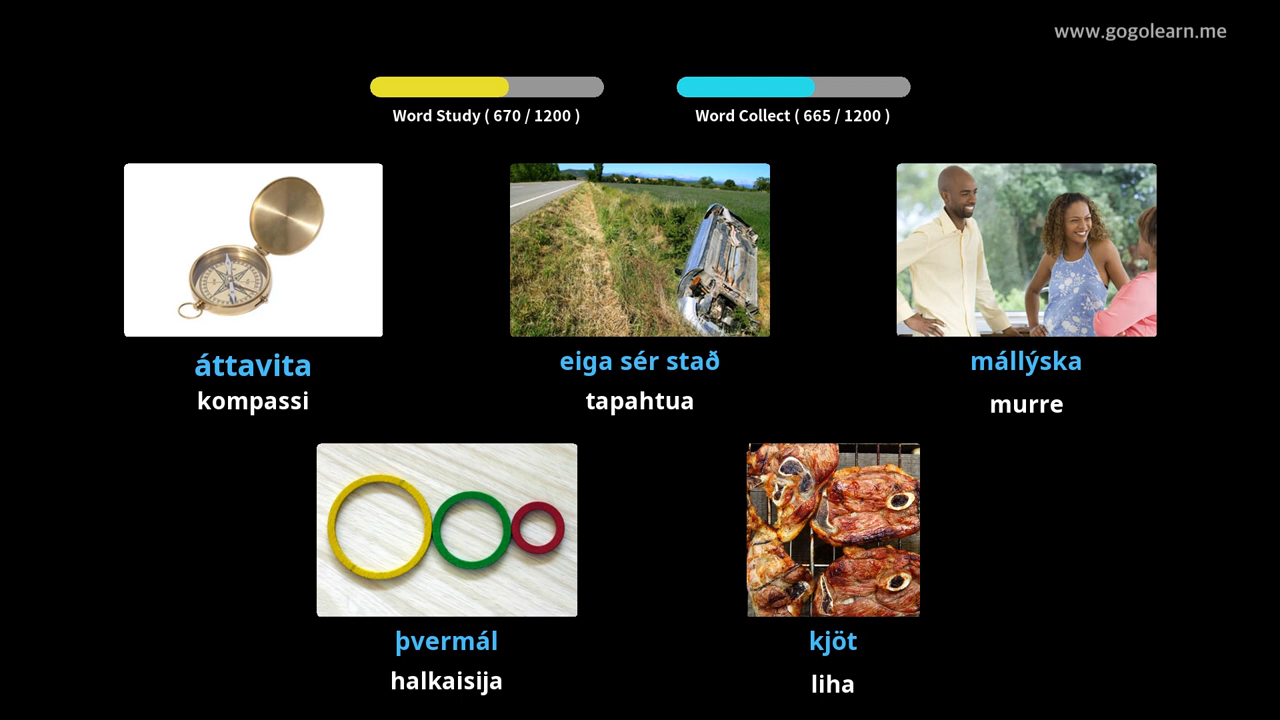 www.gogolearn.me
Word Study ( 670 / 1200 )
Word Collect ( 665 / 1200 )
áttavita
kompassi
eiga sér stað
tapahtua
mállýska
murre
þvermál
halkaisija
kjöt
liha